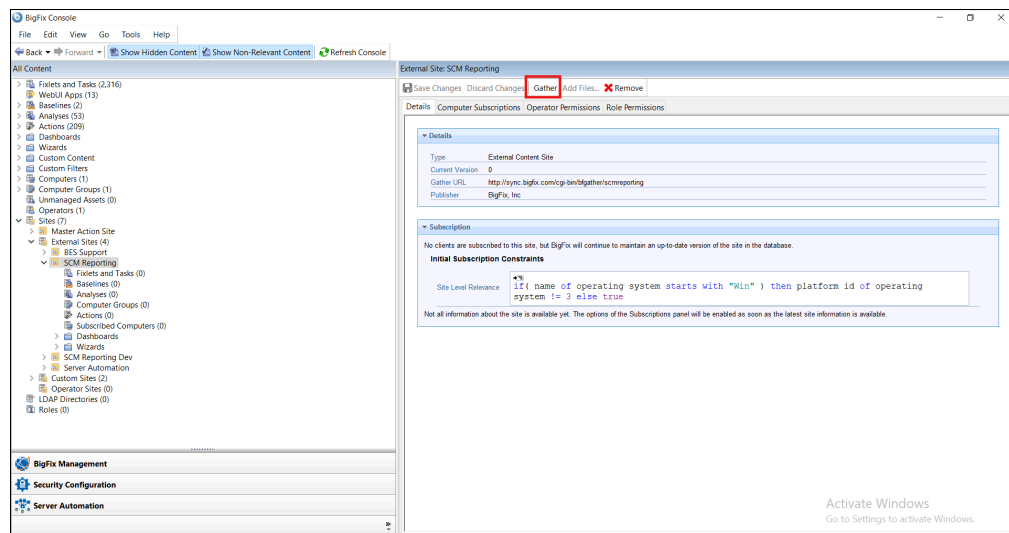 BigFix Console
File Edit View Go Tools Help
Back Forward Show Hidden Content Show Non-Relevant Content Refresh Console
All Content
Fixlets and Tasks (2,316)
WebUI Apps (13)
Baselines (2)
Analyses (53)
Actions (209)
Dashboards
Wizards
Custom Content
Custom Filters
Computers (1)
Computer Groups (1)
Unmanaged Assets (0)
Operators (1)
Sites (7)
Master Action Site
External Sites (4)
BES Support
SCM Reporting
Fixlets and Tasks (0)
Baselines (0)
Analyses (0)
Computer Groups (0)
Actions (0)
Subscribed Computers (0)
Dashboards
Wizards
SCM Reporting Dev
Server Automation
Custom Sites (2)
Operator Sites (0)
LDAP Directories (0)
Roles (0)
BigFix Management
Security Configuration
Server Automation
External Site: SCM Reporting
Save Changes Discard Changes Gather Add Files... Remove
Details Computer Subscriptions Operator Permissions Role Permissions
Details
Type External Content Site
Current Version 0
Gather URL http://sync.bigfix.com/cgi-bin/bfgather/scmreporting
Publisher BigFix, Inc
Subscription
No clients are subscribed to this site, but BigFix will continue to maintain an up-to-date version of the site in the database.
Initial Subscription Constraints
Site Level Relevance if( name of operating system starts with "Win" ) then platform id of operating
system != 3 else true
Not all information about the site is available yet. The options of the Subscriptions panel will be enabled as soon as the latest site information is available.
Activate Windows
Go to Settings to activate Windows.